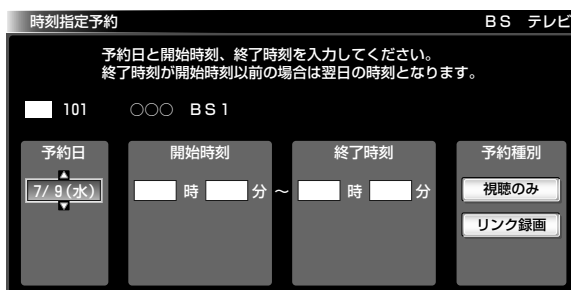 時刻指定予約 BS テレビ
予約日と開始時刻、終了時刻を入力してください。
終了時刻が開始時刻以前の場合は翌日の時刻となります。
101 ○○○ BS1
予約日 開始時刻 終了時刻 予約種別
7/ 9(水) 時 分 ~ 時 分 視聴のみ
リンク録画